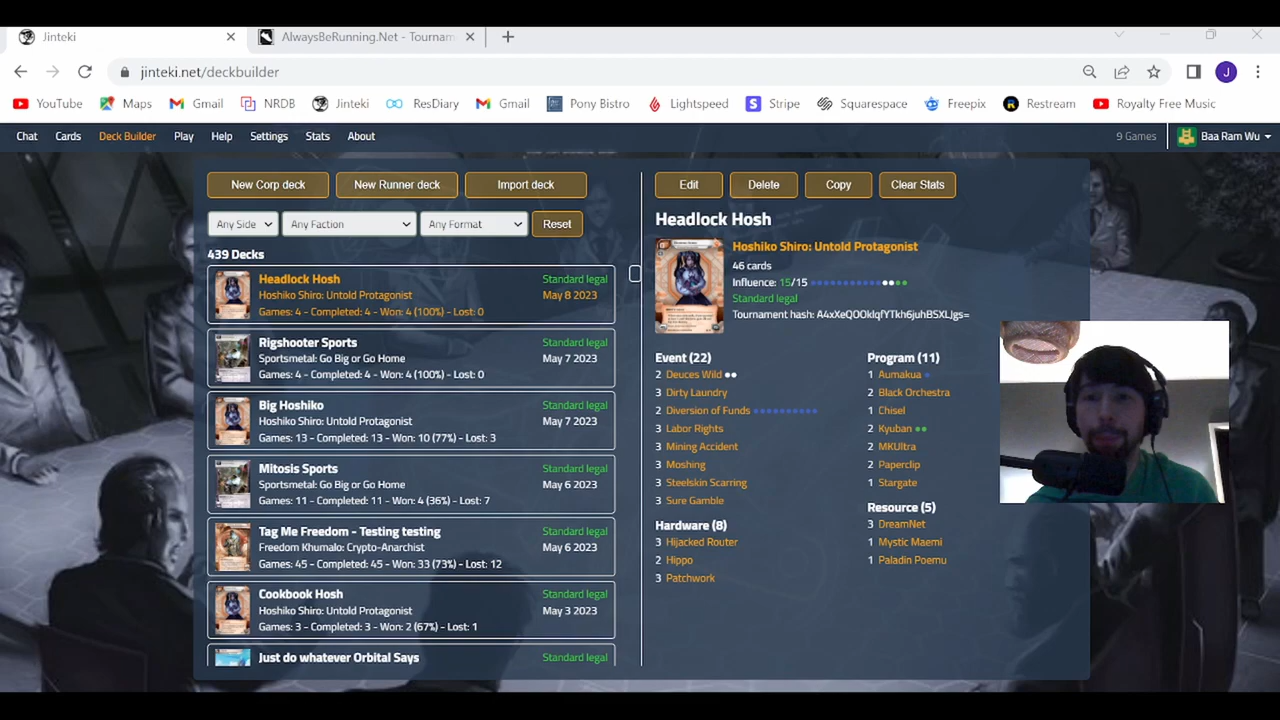 Jinteki
AlwaysBeRunning.Net - Tournam
jinteki.net/deckbuilder
J
YouTube Maps Gmail NRDB Jinteki ResDiary Gmail Pony Bistro Lightspeed Stripe Squarespace Freepix Restream Royalty Free Music
Chat Cards Deck Builder Play Help Settings Stats About 9 Games Baa Ram Wu
New Corp deck New Runner deck Import deck
Any Side Any Faction Any Format Reset
439 Decks
Headlock Hosh Standard legal
Hoshiko Shiro: Untold Protagonist May 8 2023
Games: 4 - Completed: 4 - Won: 4 (100%) - Lost: 0
Rigshooter Sports Standard legal
Sportsmetal: Go Big or Go Home May 7 2023
Games: 4 - Completed: 4 - Won: 4 (100%) - Lost: 0
Big Hoshiko Standard legal
Hoshiko Shiro: Untold Protagonist May 7 2023
Games: 13 - Completed: 13 - Won: 10 (77%) - Lost: 3
Mitosis Sports Standard legal
Sportsmetal: Go Big or Go Home May 6 2023
Games: 11 - Completed: 11 - Won: 4 (36%) - Lost: 7
Tag Me Freedom - Testing testing Standard legal
Freedom Khumalo: Crypto-Anarchist May 6 2023
Games: 45 - Completed: 45 - Won: 33 (73%) - Lost: 12
Cookbook Hosh Standard legal
Hoshiko Shiro: Untold Protagonist May 3 2023
Games: 3 - Completed: 3 - Won: 2 (67%) - Lost: 1
Just do whatever Orbital Says Standard legal
Edit Delete Copy Clear Stats
Headlock Hosh
Hoshiko Shiro: Untold Protagonist
46 cards
Influence: 15/15
Standard legal
Tournament hash: A4xXeQOOklqfYTkh6juhBSXLJgs=
Event (22)
2 Deuces Wild
3 Dirty Laundry
2 Diversion of Funds
3 Labor Rights
3 Mining Accident
3 Moshing
3 Steelskin Scarring
3 Sure Gamble
Hardware (8)
3 Hijacked Router
2 Hippo
3 Patchwork
Program (11)
1 Aumakua
2 Black Orchestra
1 Chisel
2 Kyuban
2 MKUltra
2 Paperclip
1 Stargate
Resource (5)
3 DreamNet
1 Mystic Maemi
1 Paladin Poemu